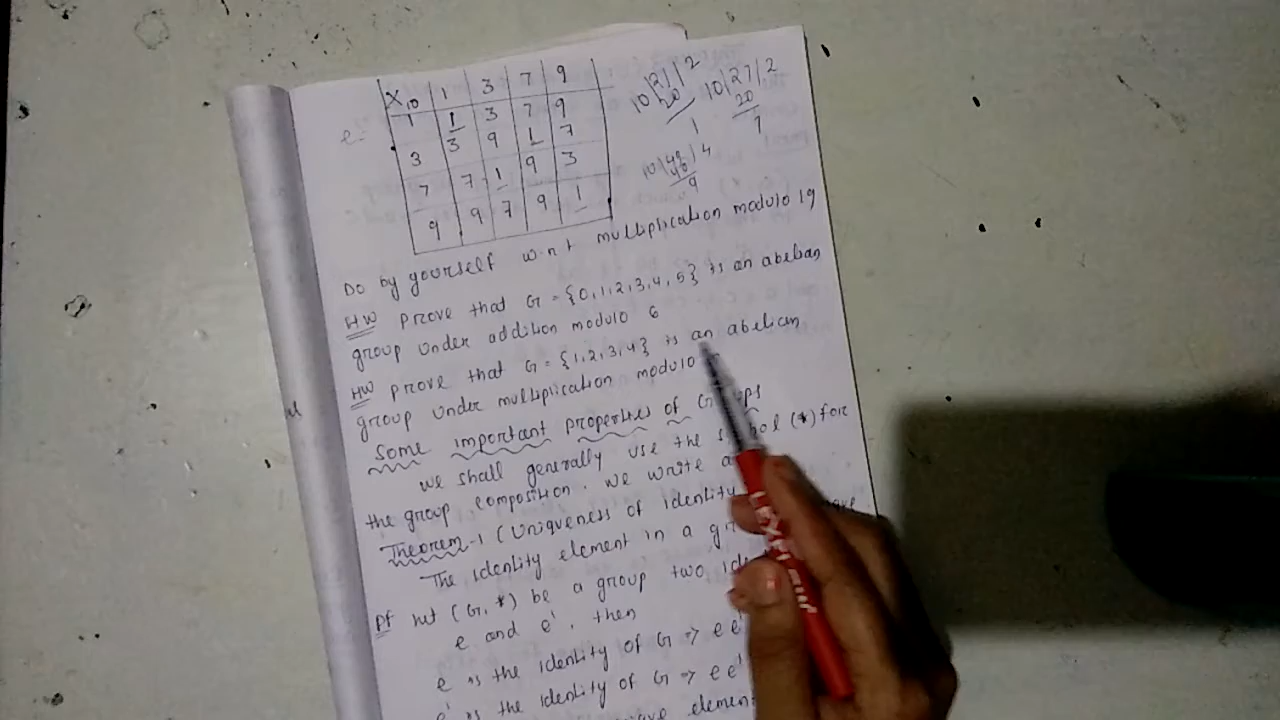 ×10 1 3 7 9
1 1 3 7 9
3 3 9 1 7
7 7 1 9 3
9 9 7 9 1
e
10|21|2
20
1
10|27|2
20
7
10|49|4
40
9
Do by yourself w.r.t multiplication modulo 19
HW Prove that G = {0,1,2,3,4,5} is an abelian
group under addition modulo 6
HW Prove that G = {1,2,3,4} is an abelian
group under multiplication modulo
Some important properties of Groups
we shall generally use the symbol (*) for
the group composition. we write
Theorem-1 (Uniqueness of identity
The identity element in a
Pf let (G,*) be a group two
e and e', then
e is the identity of G ⇒ ee'
e' is the identity of G ⇒ ee'
element
LEXI